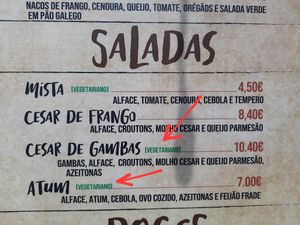 NACOS DE FRANGO, CENOURA, QUEIJO, TOMATE, ORÉGÃOS E SALADA VERDE
EM PÃO GALEGO
SALADAS
MISTA (VEGETARIANO) 4,50€
ALFACE, TOMATE, CENOURA, CEBOLA E TEMPERO
CESAR DE FRANGO 8,40€
ALFACE, CROUTONS, MOLHO CESAR E QUEIJO PARMESÃO
CESAR DE GAMBAS (VEGETARIANO) 10.40€
GAMBAS, ALFACE, CROUTONS, MOLHO CESAR E QUEIJO PARMESÃO,
AZEITONAS
ATUM (VEGETARIANO) 7.00€
ALFACE, ATUM, CEBOLA, OVO COZIDO, AZEITONAS E FEIJÃO FRADE